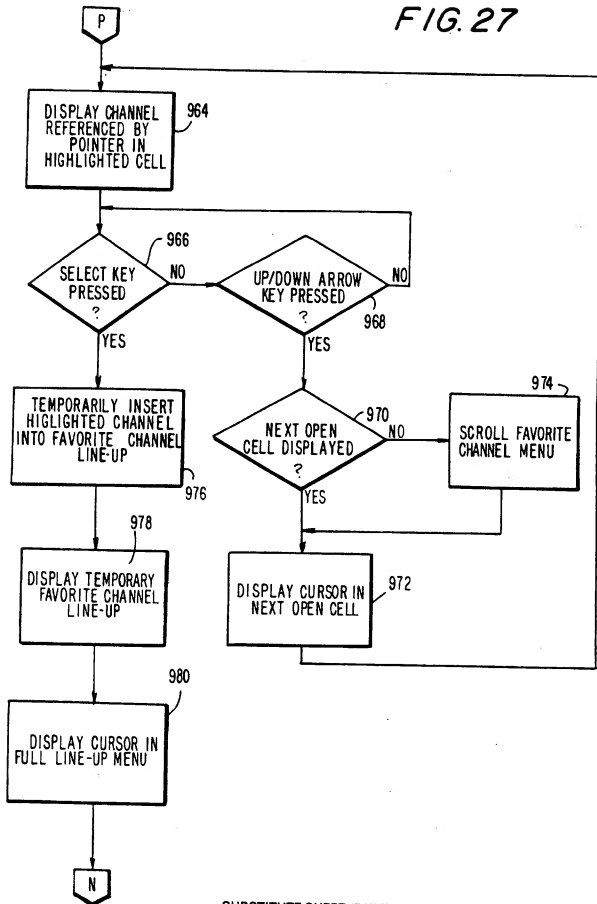 FIG. 27
P
DISPLAY CHANNEL
REFERENCED BY
POINTER IN
HIGHLIGHTED CELL
964
966
SELECT KEY
PRESSED
?
NO
YES
UP/DOWN ARROW
KEY PRESSED
?
968
NO
YES
970
NEXT OPEN
CELL DISPLAYED
?
NO
YES
974
SCROLL FAVORITE
CHANNEL MENU
TEMPORARILY INSERT
HIGLIGHTED CHANNEL
INTO FAVORITE CHANNEL
LINE-UP
976
978
DISPLAY TEMPORARY
FAVORITE CHANNEL
LINE-UP
DISPLAY CURSOR IN
NEXT OPEN CELL
972
980
DISPLAY CURSOR IN
FULL LINE-UP MENU
N
SUBSTITUTE SHEET